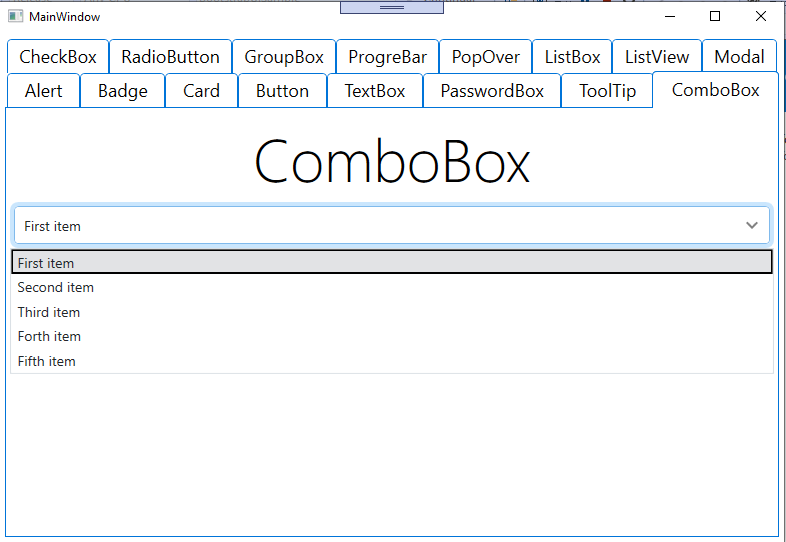 MainWindow
CheckBox RadioButton GroupBox ProgreBar PopOver ListBox ListView Modal
Alert Badge Card Button TextBox PasswordBox ToolTip ComboBox
ComboBox
First item
First item
Second item
Third item
Forth item
Fifth item